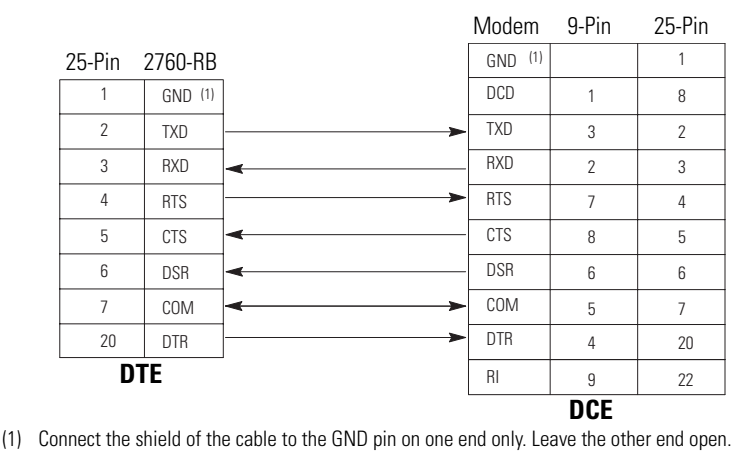 Modem 9-Pin 25-Pin
25-Pin 2760-RB
GND (1) 1
1 GND (1)
DCD 1 8
2 TXD
TXD 3 2
3 RXD
RXD 2 3
4 RTS
RTS 7 4
5 CTS
CTS 8 5
6 DSR
DSR 6 6
7 COM
COM 5 7
20 DTR
DTR 4 20
DTE
RI 9 22
DCE
(1) Connect the shield of the cable to the GND pin on one end only. Leave the other end open.